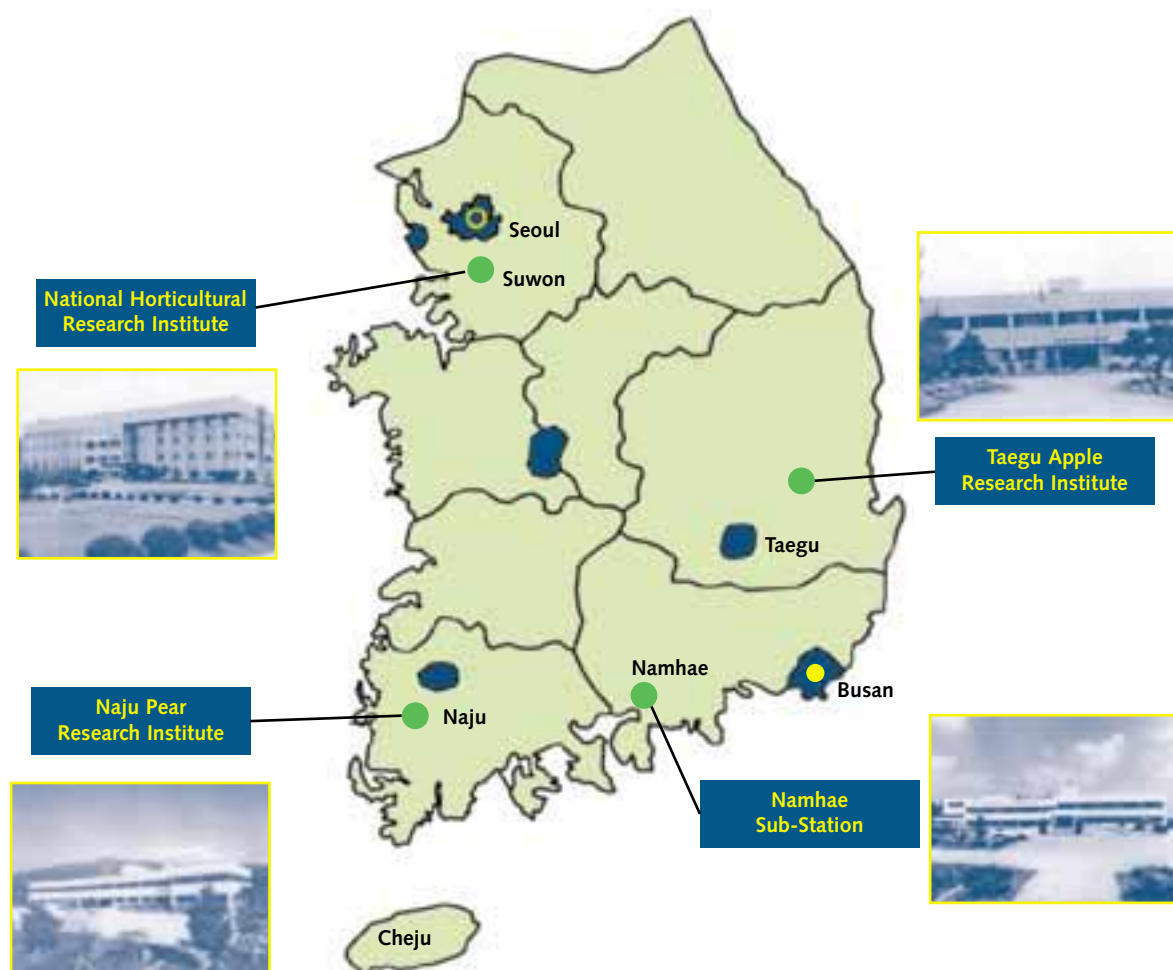 Seoul
Suwon
National Horticultural
Research Institute
Taegu Apple
Research Institute
Taegu
Namhae
Busan
Naju Pear
Research Institute
Naju
Namhae
Sub-Station
Cheju